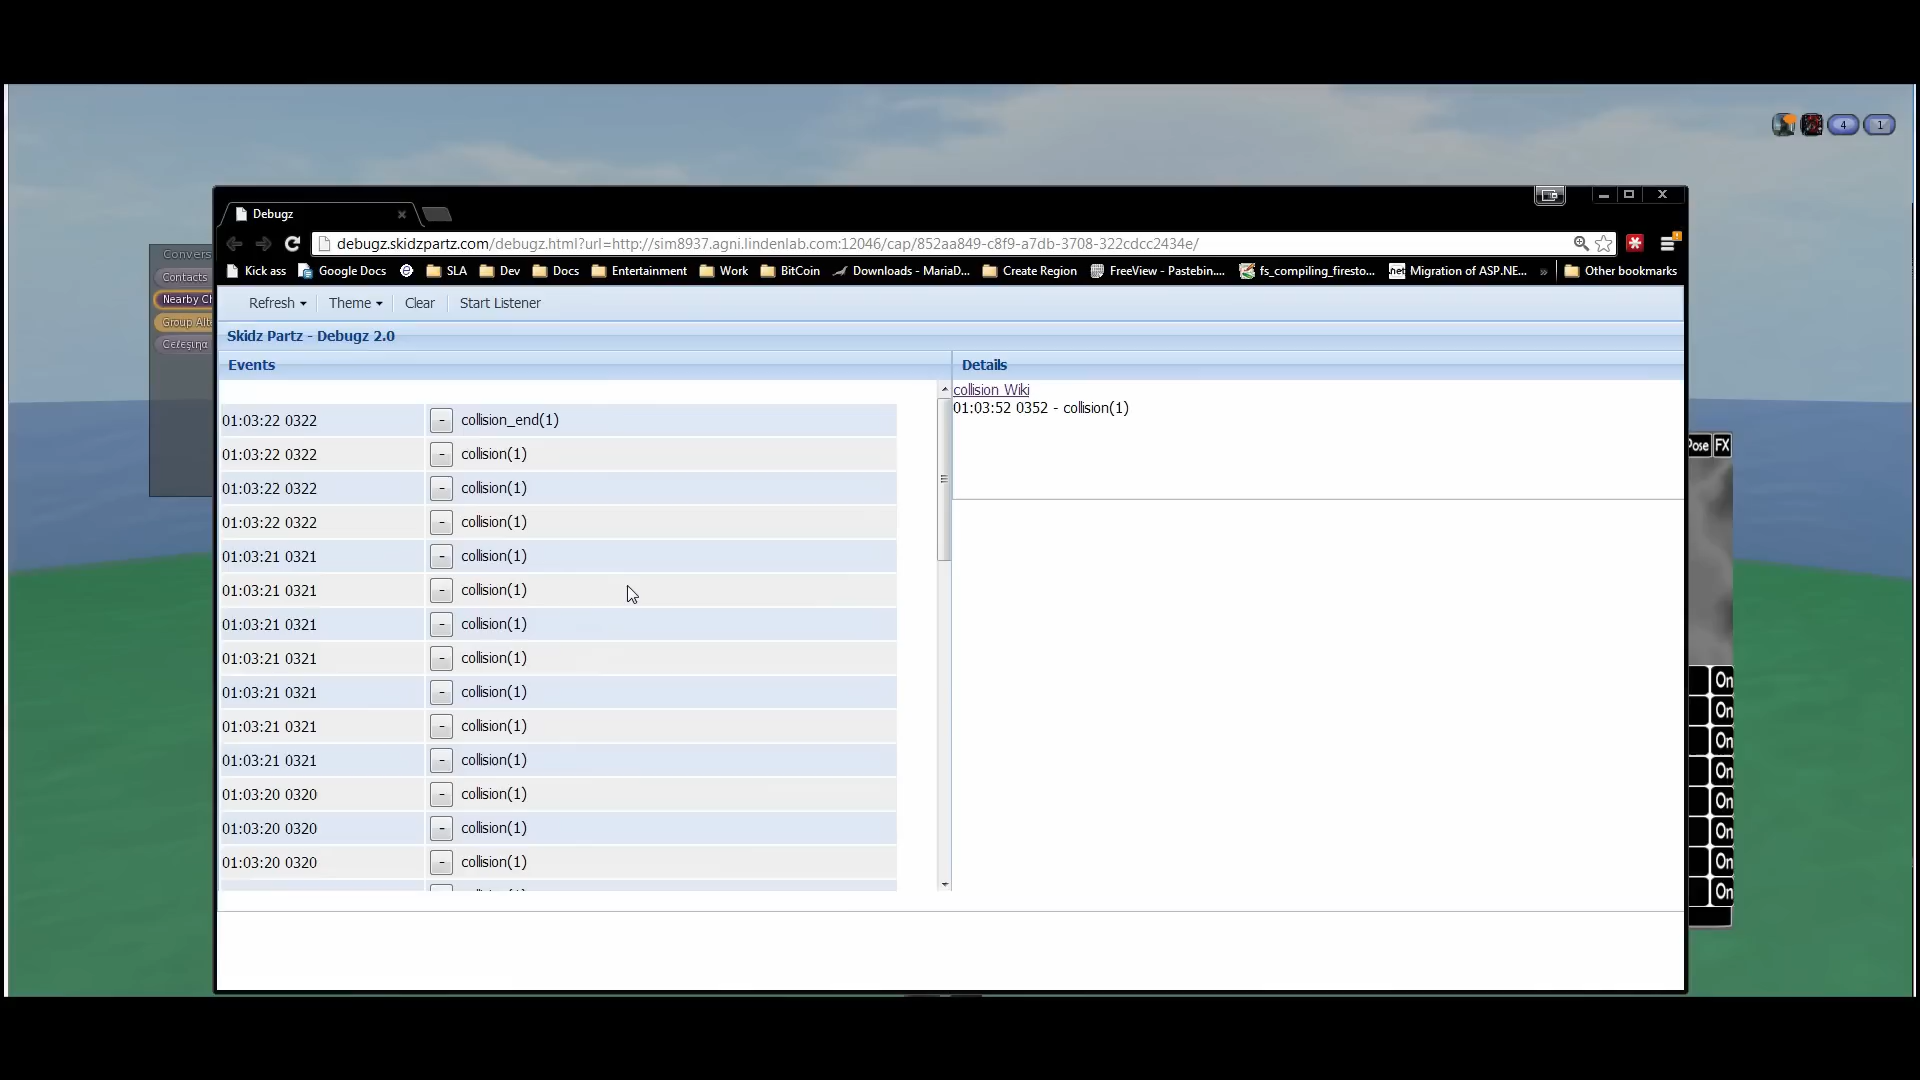 4
1
Debugz
debugz.skidzpartz.com/debugz.html?url=http://sim8937.agni.lindenlab.com:12046/cap/852aa849-c8f9-a7db-3708-322cdcc2434e/
Kick ass
Google Docs
SLA
Dev
Docs
Entertainment
Work
BitCoin
Downloads - MariaD...
Create Region
FreeView - Pastebin....
fs_compiling_firesto...
.net
Migration of ASP.NE...
»
Other bookmarks
Convers
Contacts
Nearby Ch
Group Alte
Refresh
Theme
Clear
Start Listener
Skidz Partz - Debugz 2.0
Events
01:03:22 0322 - collision_end(1)
01:03:22 0322 - collision(1)
01:03:22 0322 - collision(1)
01:03:22 0322 - collision(1)
01:03:21 0321 - collision(1)
01:03:21 0321 - collision(1)
01:03:21 0321 - collision(1)
01:03:21 0321 - collision(1)
01:03:21 0321 - collision(1)
01:03:21 0321 - collision(1)
01:03:21 0321 - collision(1)
01:03:20 0320 - collision(1)
01:03:20 0320 - collision(1)
01:03:20 0320 - collision(1)
Details
collision Wiki
01:03:52 0352 - collision(1)
Pose
FX
On
On
On
On
On
On
On
On